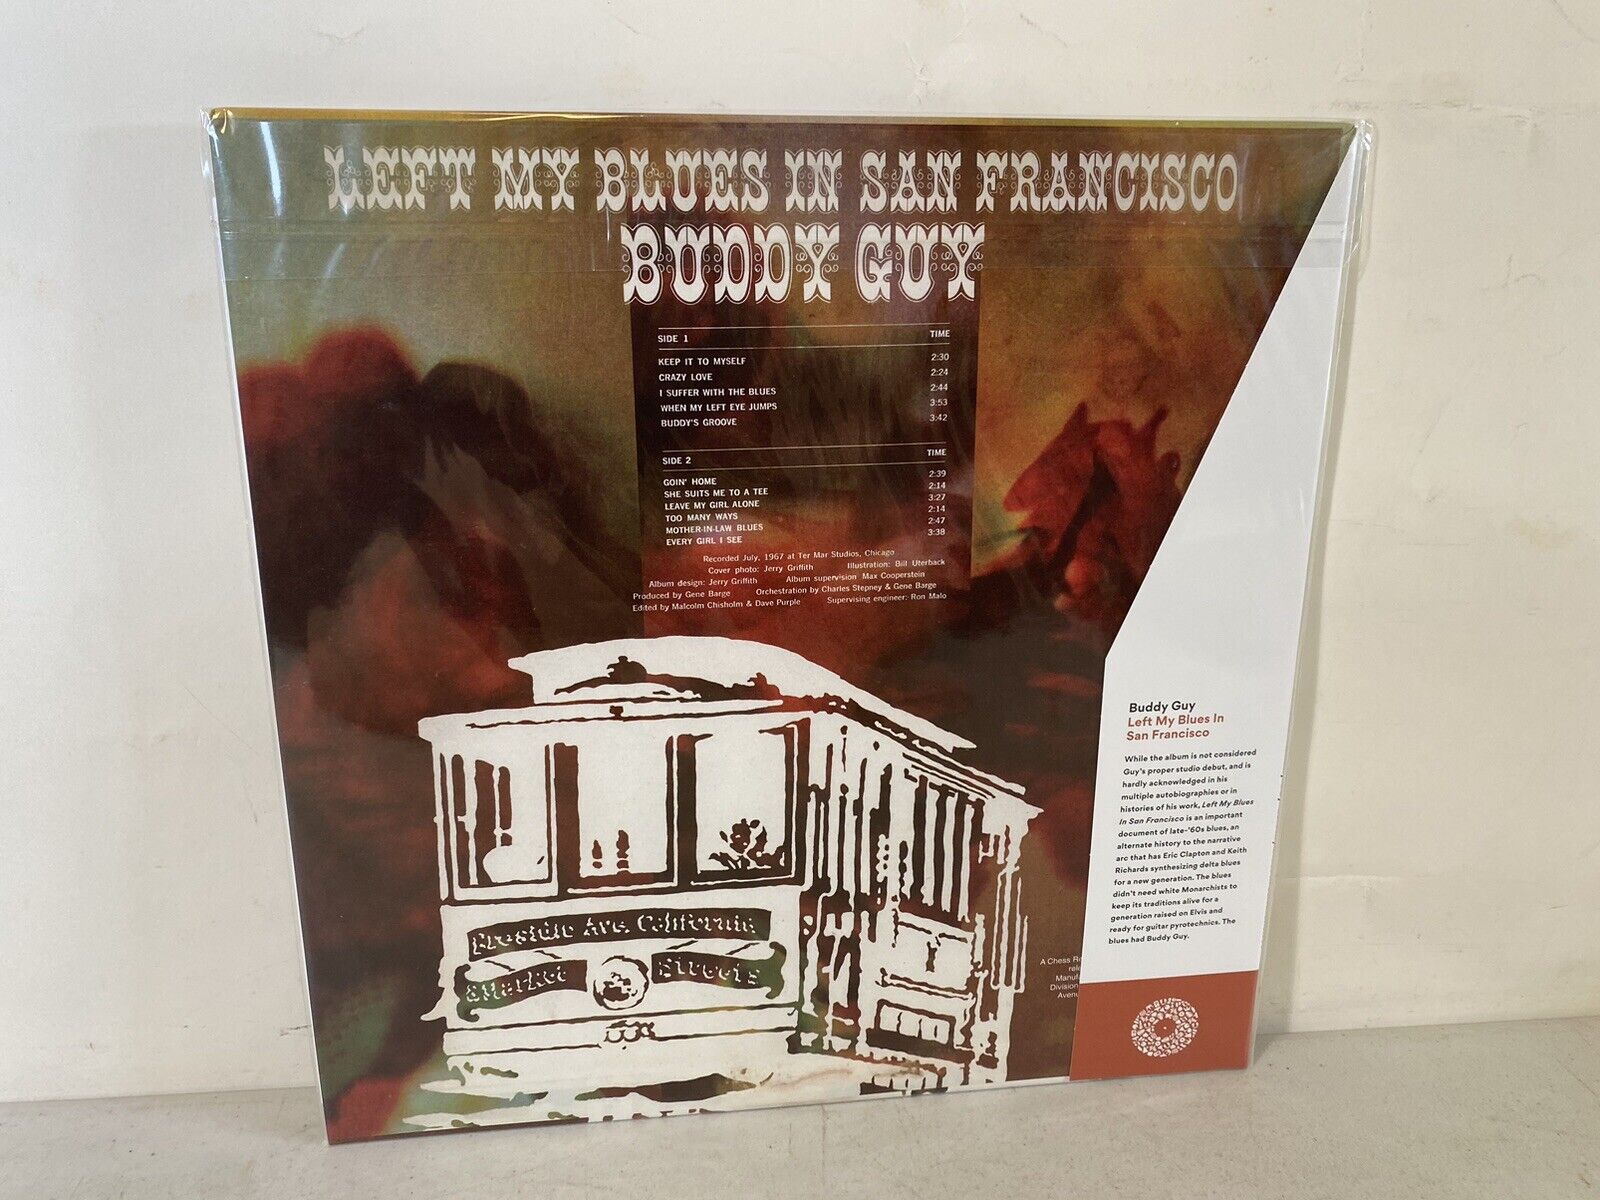 LEFT MY BLUES IN SAN FRANCISCO
BUDDY GUY
SIDE 1 TIME
KEEP IT TO MYSELF 2:30
CRAZY LOVE 2:24
I SUFFER WITH THE BLUES 2:44
WHEN MY LEFT EYE JUMPS 3:53
BUDDY'S GROOVE 3:42
SIDE 2 TIME
GOIN' HOME 2:39
SHE SUITS ME TO A TEE 2:14
LEAVE MY GIRL ALONE 3:27
TOO MANY WAYS 2:14
MOTHER-IN-LAW BLUES 2:47
EVERY GIRL I SEE 3:38
Recorded July, 1967 at Ter Mar Studios, Chicago
Cover photo: Jerry Griffith Illustration: Bill Uterback
Album design: Jerry Griffith Album supervision Max Cooperstein
Produced by Gene Barge Orchestration by Charles Stepney & Gene Barge
Edited by Malcolm Chisholm & Dave Purple Supervising engineer: Ron Malo
Ave. California
Market Streets
A Chess R
rel
Manuf
Division
Avenu
Buddy Guy
Left My Blues In
San Francisco
While the album is not considered
Guy's proper studio debut, and is
hardly acknowledged in his
multiple autobiographies or in
histories of his work, Left My Blues
In San Francisco is an important
document of late-'60s blues, an
alternate history to the narrative
arc that has Eric Clapton and Keith
Richards synthesizing delta blues
for a new generation. The blues
didn't need white Monarchists to
keep its traditions alive for a
generation raised on Elvis and
ready for guitar pyrotechnics. The
blues had Buddy Guy.